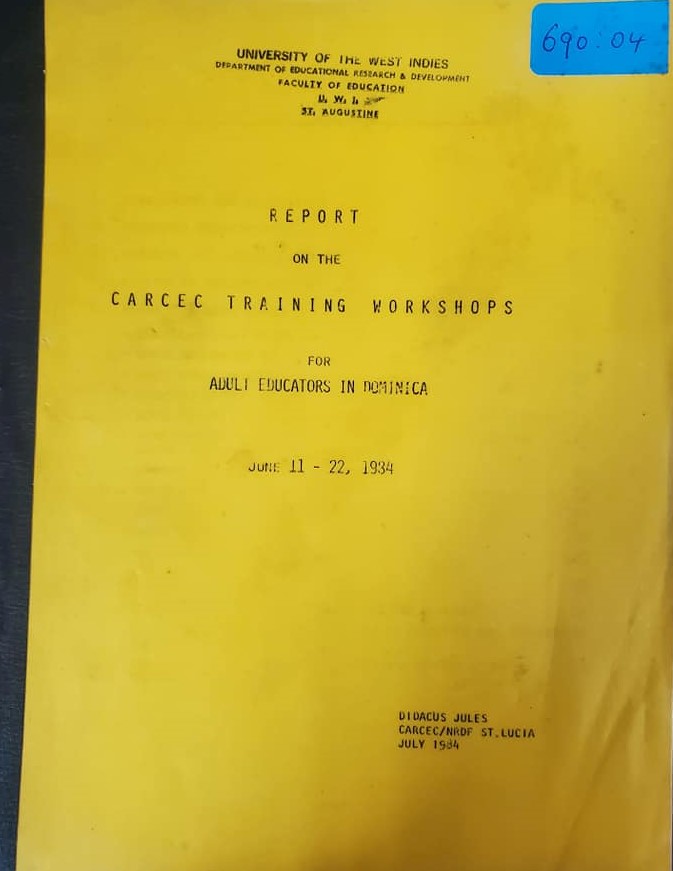 690:04
UNIVERSITY OF THE WEST INDIES
DEPARTMENT OF EDUCATIONAL RESEARCH & DEVELOPMENT
FACULTY OF EDUCATION
U. W. I.
ST. AUGUSTINE
REPORT
ON THE
CARCEC TRAINING WORKSHOPS
FOR
ADULT EDUCATORS IN DOMINICA
JUNE 11 - 22, 1984
DIDACUS JULES
CARCEC/NRDF ST.LUCIA
JULY 1984